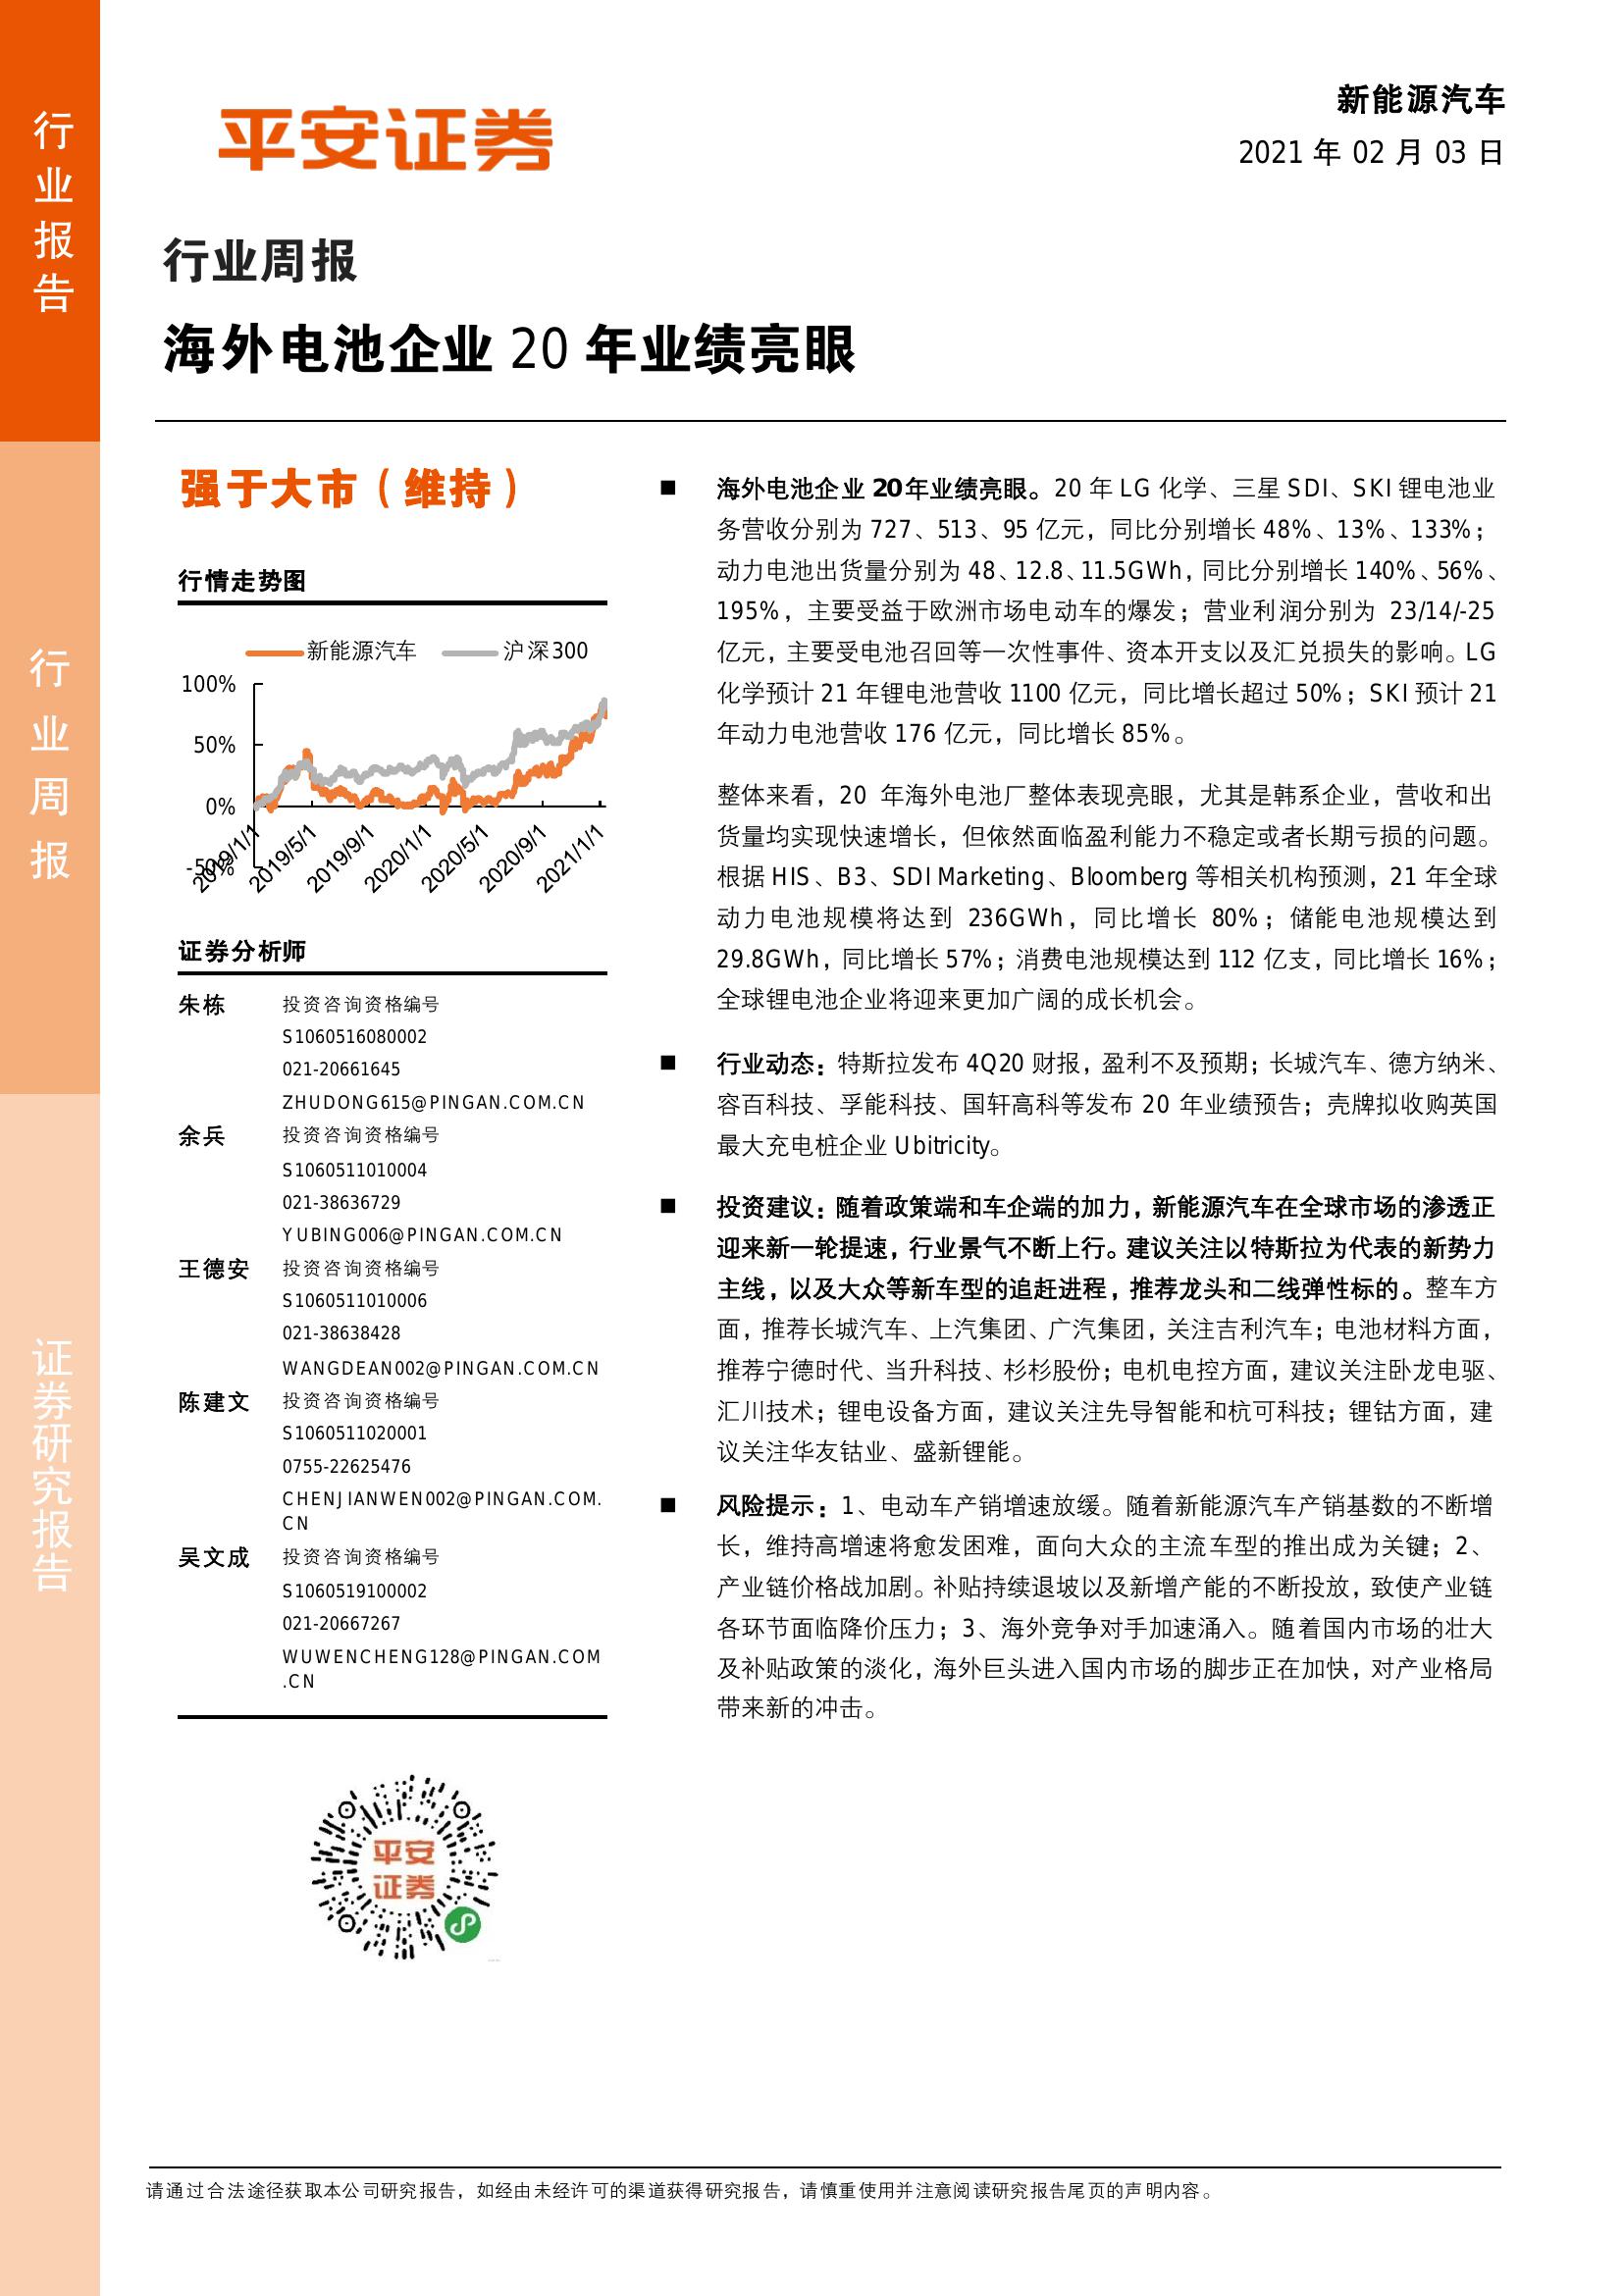 行业报告
行业周报
证券研究报告
平安证券
新能源汽车
2021 年 02 月 03 日
行业周报
海外电池企业 20 年业绩亮眼
强于大市（维持）
行情走势图
新能源汽车 沪深300
100%
50%
0%
-50%
2019/1/1 2019/5/1 2019/9/1 2020/1/1 2020/5/1 2020/9/1 2021/1/1
证券分析师
朱栋 投资咨询资格编号
S1060516080002
021-20661645
ZHUDONG615@PINGAN.COM.CN
余兵 投资咨询资格编号
S1060511010004
021-38636729
YUBING006@PINGAN.COM.CN
王德安 投资咨询资格编号
S1060511010006
021-38638428
WANGDEAN002@PINGAN.COM.CN
陈建文 投资咨询资格编号
S1060511020001
0755-22625476
CHENJIANWEN002@PINGAN.COM.
CN
吴文成 投资咨询资格编号
S1060519100002
021-20667267
WUWENCHENG128@PINGAN.COM
.CN
平安
证券
■ 海外电池企业 20年业绩亮眼。20 年 LG 化学、三星 SDI、SKI 锂电池业
务营收分别为 727、513、95 亿元，同比分别增长 48%、13%、133%；
动力电池出货量分别为 48、12.8、11.5GWh，同比分别增长 140%、56%、
195%，主要受益于欧洲市场电动车的爆发；营业利润分别为 23/14/-25
亿元，主要受电池召回等一次性事件、资本开支以及汇兑损失的影响。LG
化学预计 21 年锂电池营收 1100 亿元，同比增长超过 50%；SKI 预计 21
年动力电池营收 176 亿元，同比增长 85%。
整体来看，20 年海外电池厂整体表现亮眼，尤其是韩系企业，营收和出
货量均实现快速增长，但依然面临盈利能力不稳定或者长期亏损的问题。
根据 HIS、B3、SDI Marketing、Bloomberg 等相关机构预测，21 年全球
动力电池规模将达到 236GWh，同比增长 80%；储能电池规模达到
29.8GWh，同比增长 57%；消费电池规模达到 112 亿支，同比增长 16%；
全球锂电池企业将迎来更加广阔的成长机会。
■ 行业动态：特斯拉发布 4Q20 财报，盈利不及预期；长城汽车、德方纳米、
容百科技、孚能科技、国轩高科等发布 20 年业绩预告；壳牌拟收购英国
最大充电桩企业 Ubitricity。
■ 投资建议：随着政策端和车企端的加力，新能源汽车在全球市场的渗透正
迎来新一轮提速，行业景气不断上行。建议关注以特斯拉为代表的新势力
主线，以及大众等新车型的追赶进程，推荐龙头和二线弹性标的。整车方
面，推荐长城汽车、上汽集团、广汽集团，关注吉利汽车；电池材料方面，
推荐宁德时代、当升科技、杉杉股份；电机电控方面，建议关注卧龙电驱、
汇川技术；锂电设备方面，建议关注先导智能和杭可科技；锂钴方面，建
议关注华友钴业、盛新锂能。
■ 风险提示：1、电动车产销增速放缓。随着新能源汽车产销基数的不断增
长，维持高增速将愈发困难，面向大众的主流车型的推出成为关键；2、
产业链价格战加剧。补贴持续退坡以及新增产能的不断投放，致使产业链
各环节面临降价压力；3、海外竞争对手加速涌入。随着国内市场的壮大
及补贴政策的淡化，海外巨头进入国内市场的脚步正在加快，对产业格局
带来新的冲击。
请通过合法途径获取本公司研究报告，如经由未经许可的渠道获得研究报告，请慎重使用并注意阅读研究报告尾页的声明内容。